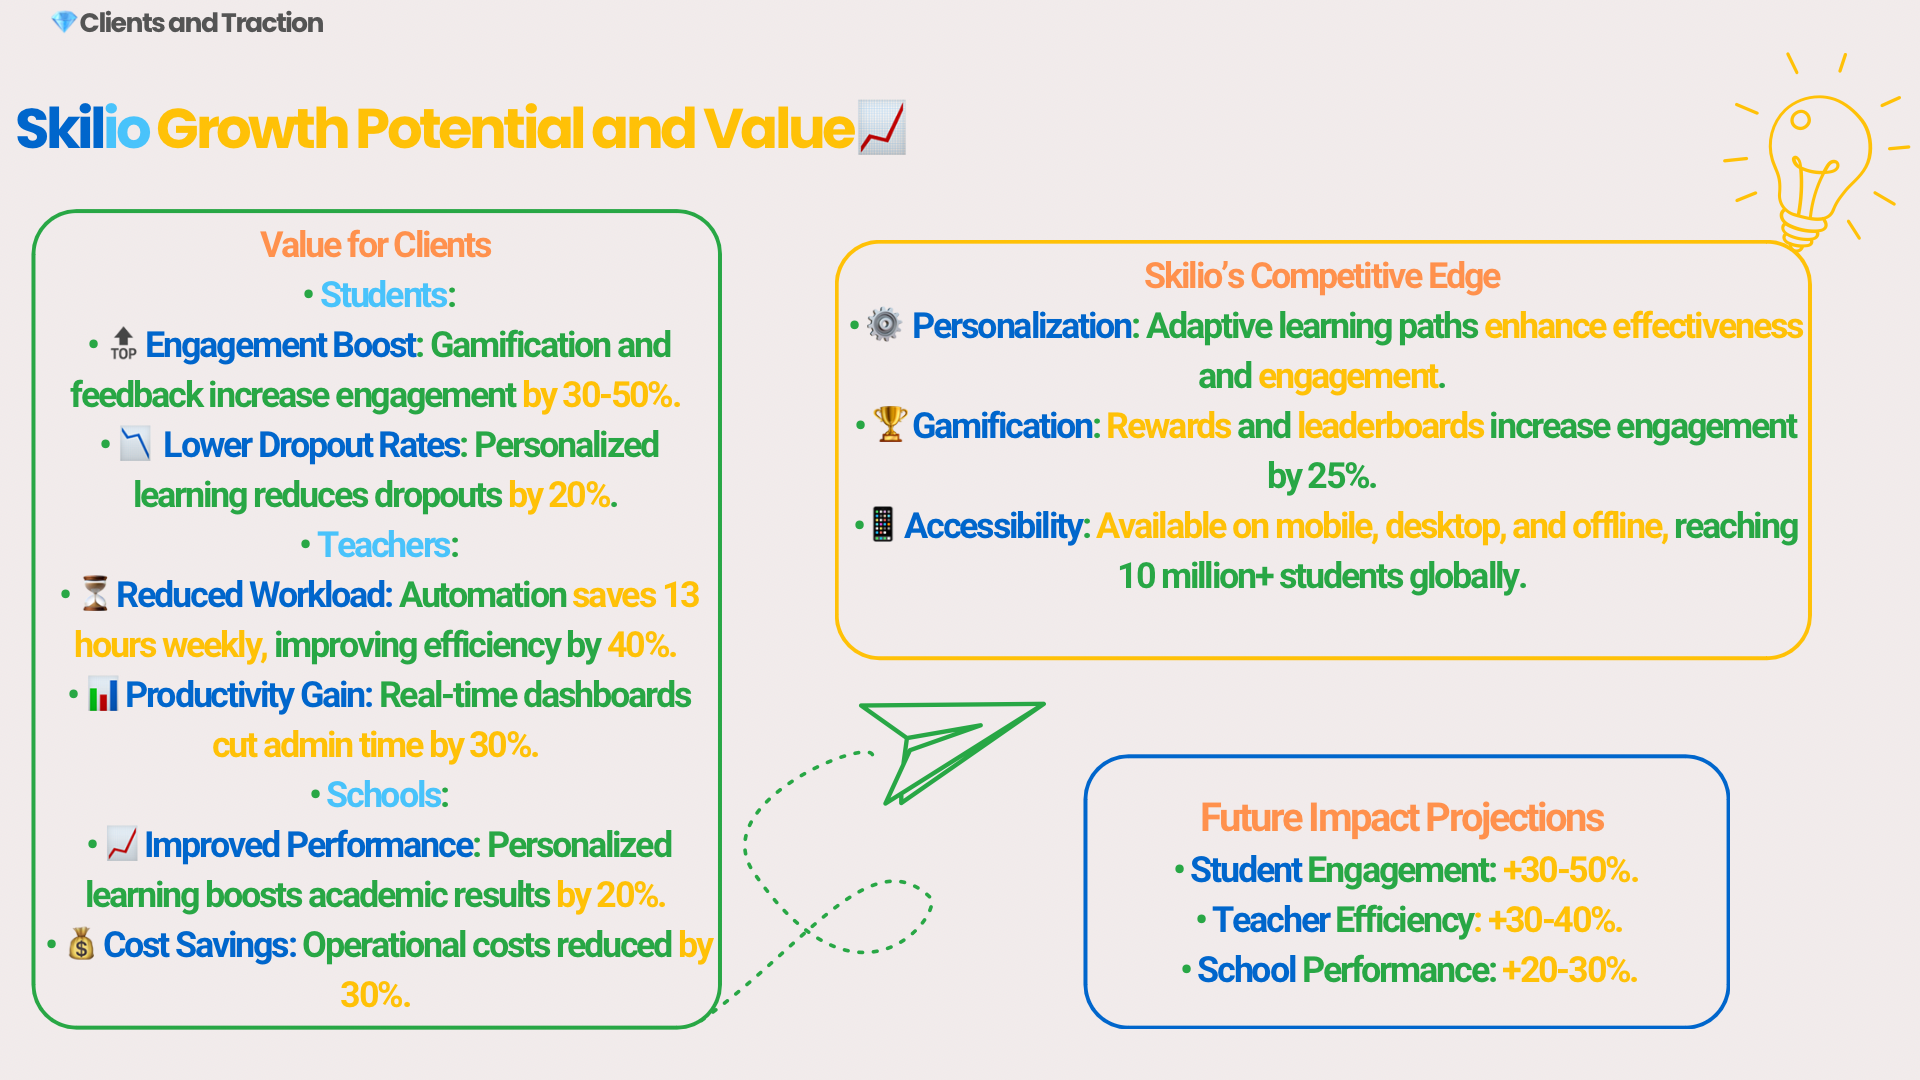 💎Clients and Traction
Skilio Growth Potential and Value📈
Value for Clients
• Students:
• 🔝 Engagement Boost: Gamification and
feedback increase engagement by 30-50%.
• 📉 Lower Dropout Rates: Personalized
learning reduces dropouts by 20%.
• Teachers:
• ⏳ Reduced Workload: Automation saves 13
hours weekly, improving efficiency by 40%.
• 📊 Productivity Gain: Real-time dashboards
cut admin time by 30%.
• Schools:
• 📈 Improved Performance: Personalized
learning boosts academic results by 20%.
• 💰 Cost Savings: Operational costs reduced by
30%.
Skilio’s Competitive Edge
• ⚙️ Personalization: Adaptive learning paths enhance effectiveness
and engagement.
• 🏆 Gamification: Rewards and leaderboards increase engagement
by 25%.
• 📱 Accessibility: Available on mobile, desktop, and offline, reaching
10 million+ students globally.
Future Impact Projections
• Student Engagement: +30-50%.
• Teacher Efficiency: +30-40%.
• School Performance: +20-30%.